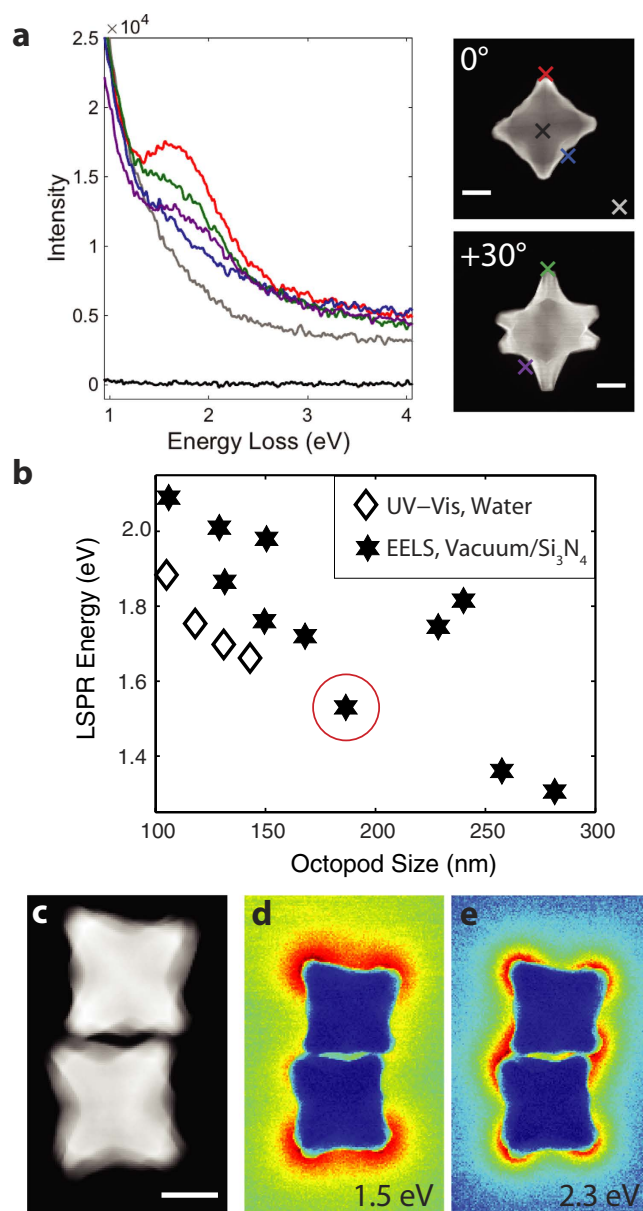 a
×10⁴
2.5
2
1.5
1
0.5
0
Intensity
1
2
3
4
Energy Loss (eV)
0°
+30°
b
2.0
1.8
1.6
1.4
LSPR Energy (eV)
UV–Vis, Water
EELS, Vacuum/Si₃N₄
100
150
200
250
300
Octopod Size (nm)
c
d
e
1.5 eV
2.3 eV